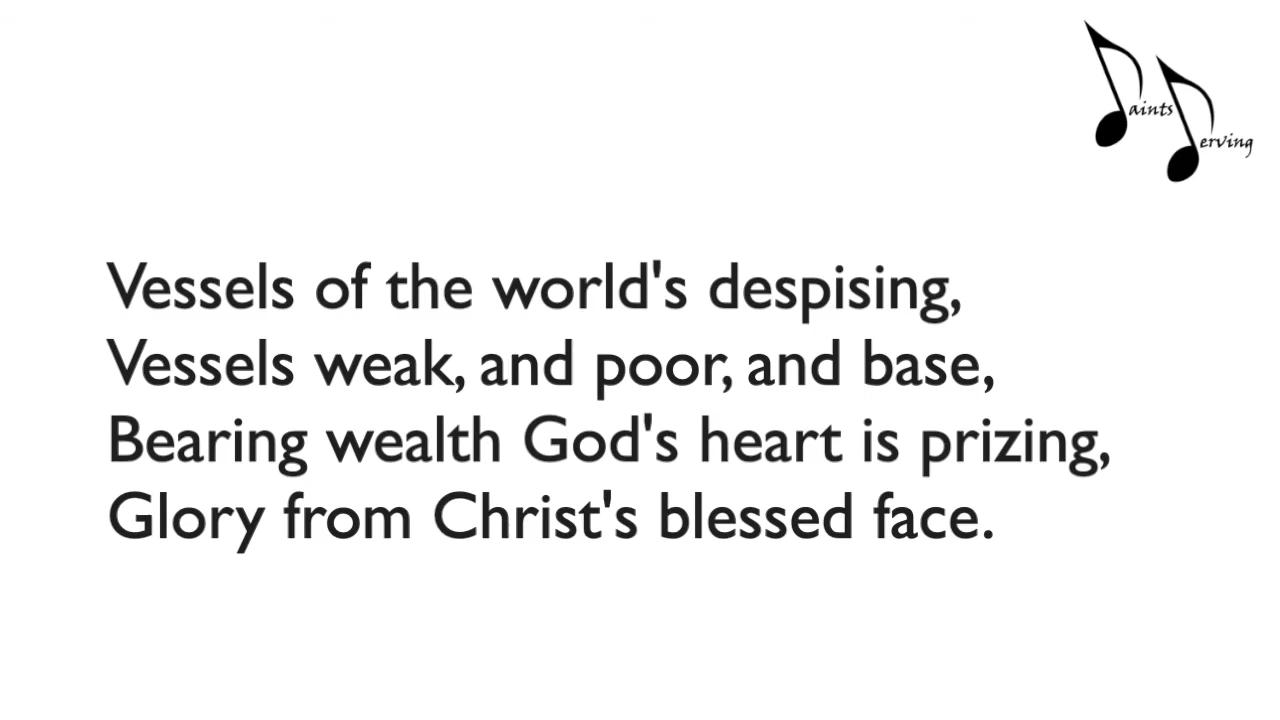 aints
erving
Vessels of the world's despising,
Vessels weak, and poor, and base,
Bearing wealth God's heart is prizing,
Glory from Christ's blessed face.